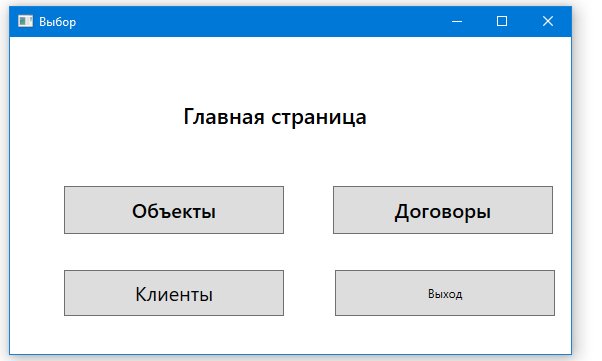 Выбор
Главная страница
Объекты
Договоры
Клиенты
Выход